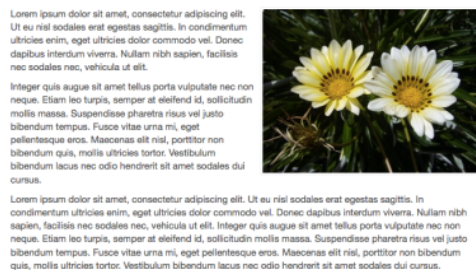 Lorem ipsum dolor sit amet, consectetur adipiscing elit.
Ut eu nisl sodales erat egestas sagittis. In condimentum
ultricies enim, eget ultricies dolor commodo vel. Donec
dapibus interdum viverra. Nullam nibh sapien, facilisis
nec sodales nec, vehicula ut elit.
Integer quis augue sit amet tellus porta vulputate nec non
neque. Etiam leo turpis, semper at eleifend id, sollicitudin
mollis massa. Suspendisse pharetra risus vel justo
bibendum tempus. Fusce vitae urna mi, eget
pellentesque eros. Maecenas elit nisl, porttitor non
bibendum quis, mollis ultricies tortor. Vestibulum
bibendum lacus nec odio hendrerit sit amet sodales dui
cursus.
Lorem ipsum dolor sit amet, consectetur adipiscing elit. Ut eu nisl sodales erat egestas sagittis. In
condimentum ultricies enim, eget ultricies dolor commodo vel. Donec dapibus interdum viverra. Nullam nibh
sapien, facilisis nec sodales nec, vehicula ut elit. Integer quis augue sit amet tellus porta vulputate nec non
neque. Etiam leo turpis, semper at eleifend id, sollicitudin mollis massa. Suspendisse pharetra risus vel justo
bibendum tempus. Fusce vitae urna mi, eget pellentesque eros. Maecenas elit nisl, porttitor non bibendum
quis, mollis ultricies tortor. Vestibulum bibendum lacus nec odio hendrerit sit amet sodales dui cursus.